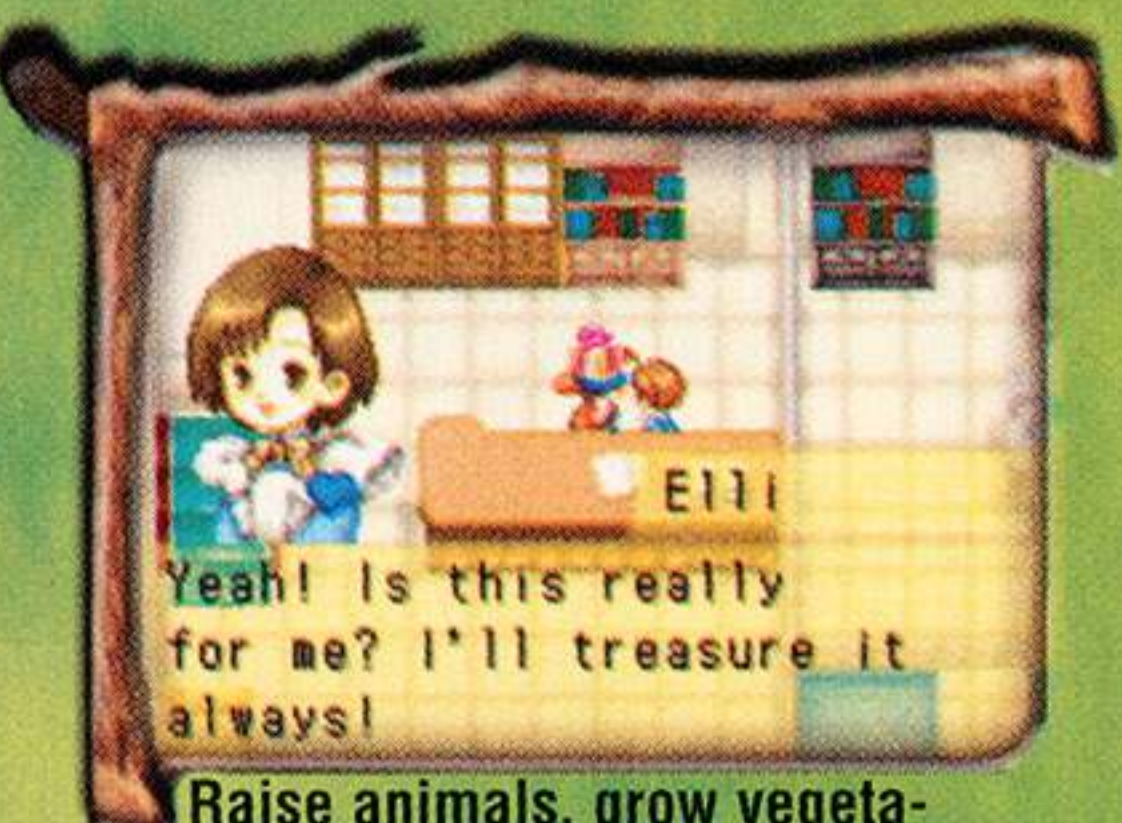 Elli
Yeah! Is this really
for me? I'll treasure it
always!
Raise animals, grow vegeta-